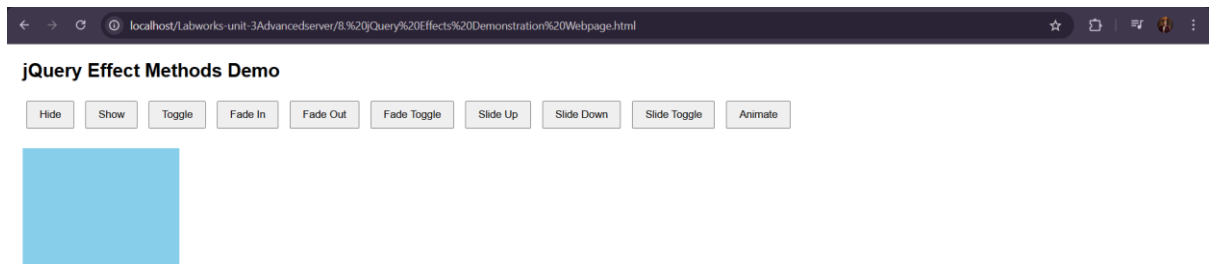 localhost/Labworks-unit-3Advancedserver/8.%20jQuery%20Effects%20Demonstration%20Webpage.html
jQuery Effect Methods Demo
Hide Show Toggle Fade In Fade Out Fade Toggle Slide Up Slide Down Slide Toggle Animate